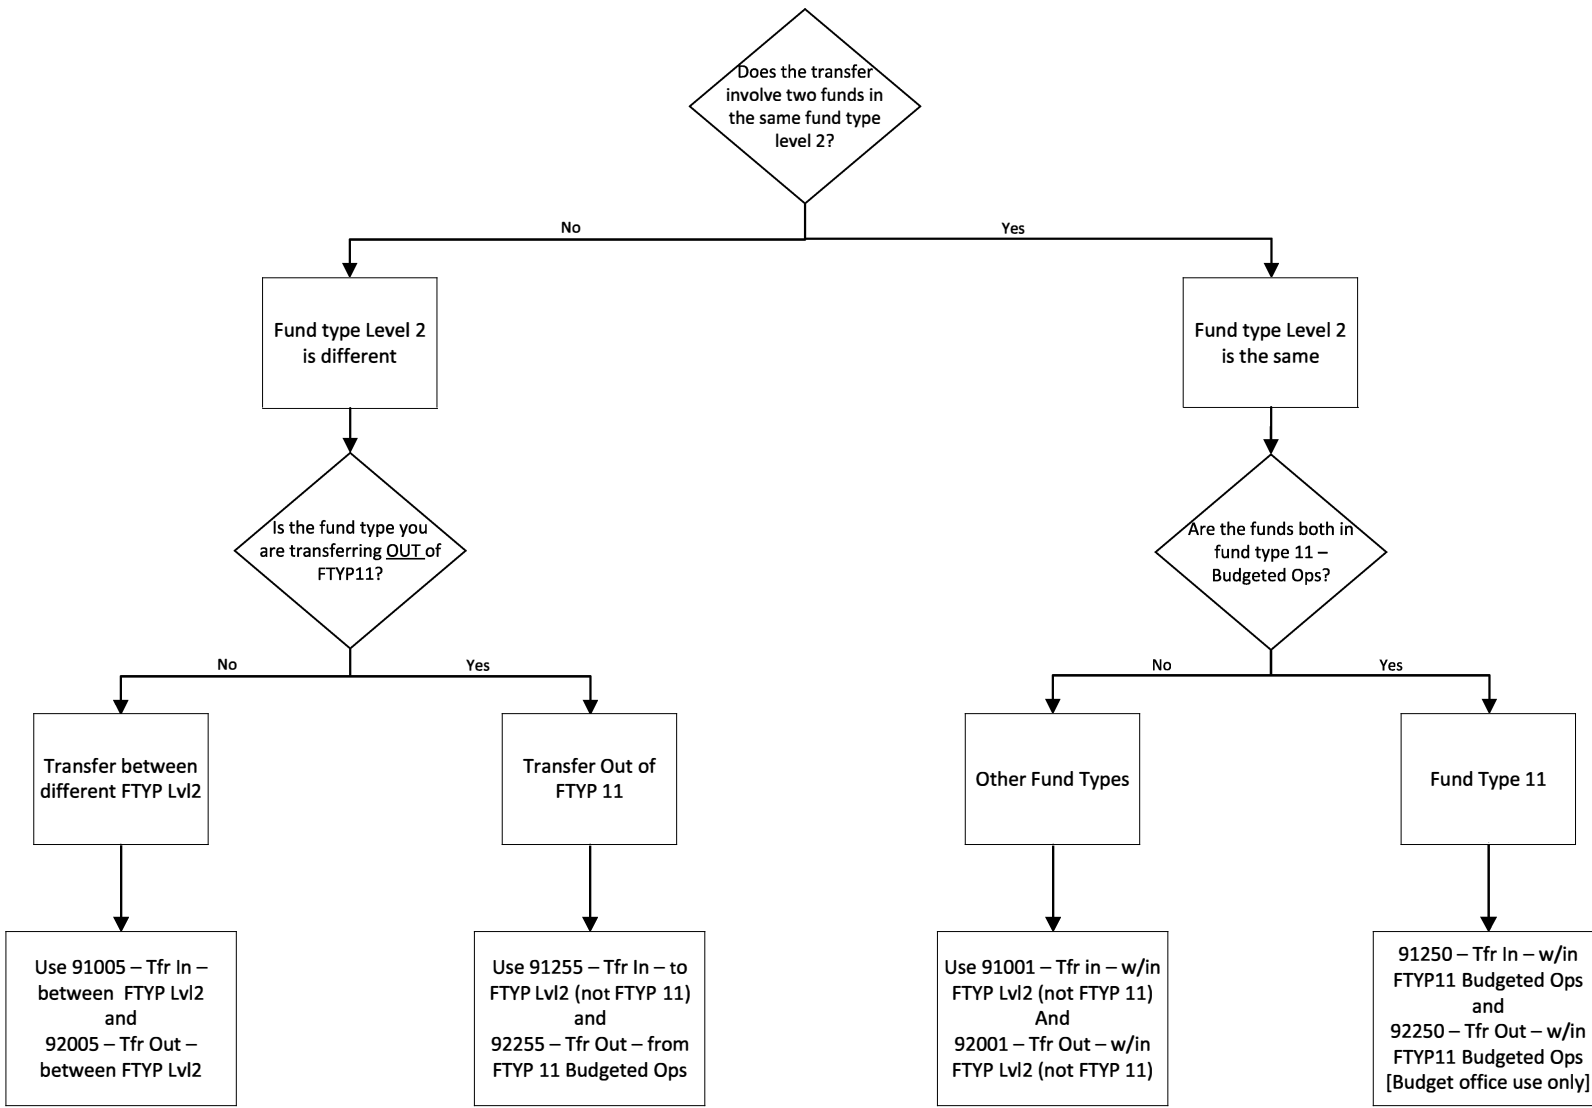 Does the transfer
involve two funds in
the same fund type
level 2?
No
Yes
Fund type Level 2
is different
Fund type Level 2
is the same
Is the fund type you
are transferring OUT of
FTYP11?
Are the funds both in
fund type 11 –
Budgeted Ops?
No
Yes
No
Yes
Transfer between
different FTYP Lvl2
Transfer Out of
FTYP 11
Other Fund Types
Fund Type 11
Use 91005 – Tfr In –
between FTYP Lvl2
and
92005 – Tfr Out –
between FTYP Lvl2
Use 91255 – Tfr In – to
FTYP Lvl2 (not FTYP 11)
and
92255 – Tfr Out – from
FTYP 11 Budgeted Ops
Use 91001 – Tfr in – w/in
FTYP Lvl2 (not FTYP 11)
And
92001 – Tfr Out – w/in
FTYP Lvl2 (not FTYP 11)
91250 – Tfr In – w/in
FTYP11 Budgeted Ops
and
92250 – Tfr Out – w/in
FTYP11 Budgeted Ops
[Budget office use only]